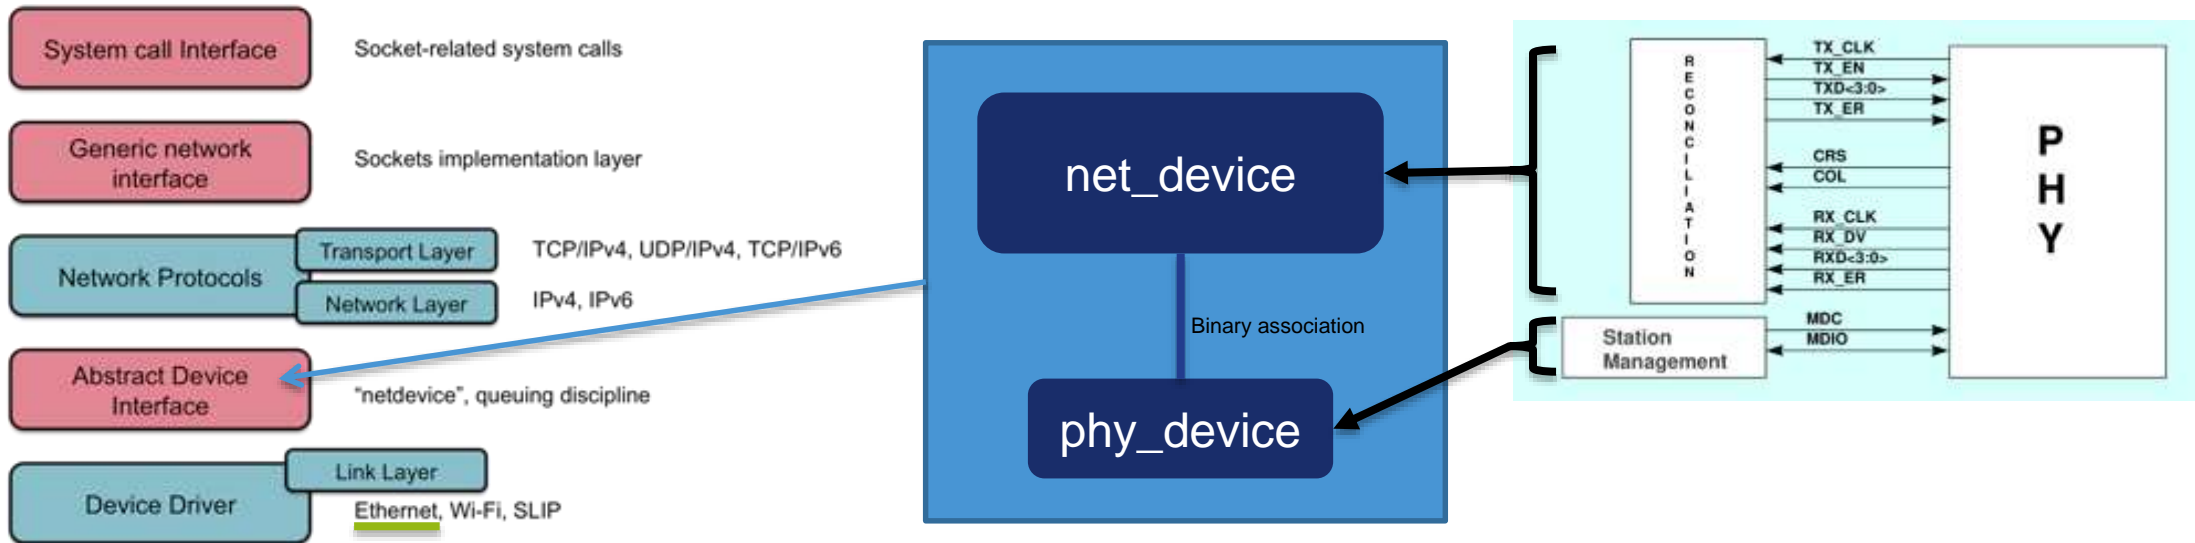 System call Interface
Socket-related system calls
Generic network
interface
Sockets implementation layer
Network Protocols
Transport Layer
TCP/IPv4, UDP/IPv4, TCP/IPv6
Network Layer
IPv4, IPv6
Abstract Device
Interface
“netdevice”, queuing discipline
Device Driver
Link Layer
Ethernet, Wi-Fi, SLIP
net_device
Binary association
phy_device
RECONCILIATION
TX_CLK
TX_EN
TXD<3:0>
TX_ER
CRS
COL
RX_CLK
RX_DV
RXD<3:0>
RX_ER
PHY
Station
Management
MDC
MDIO